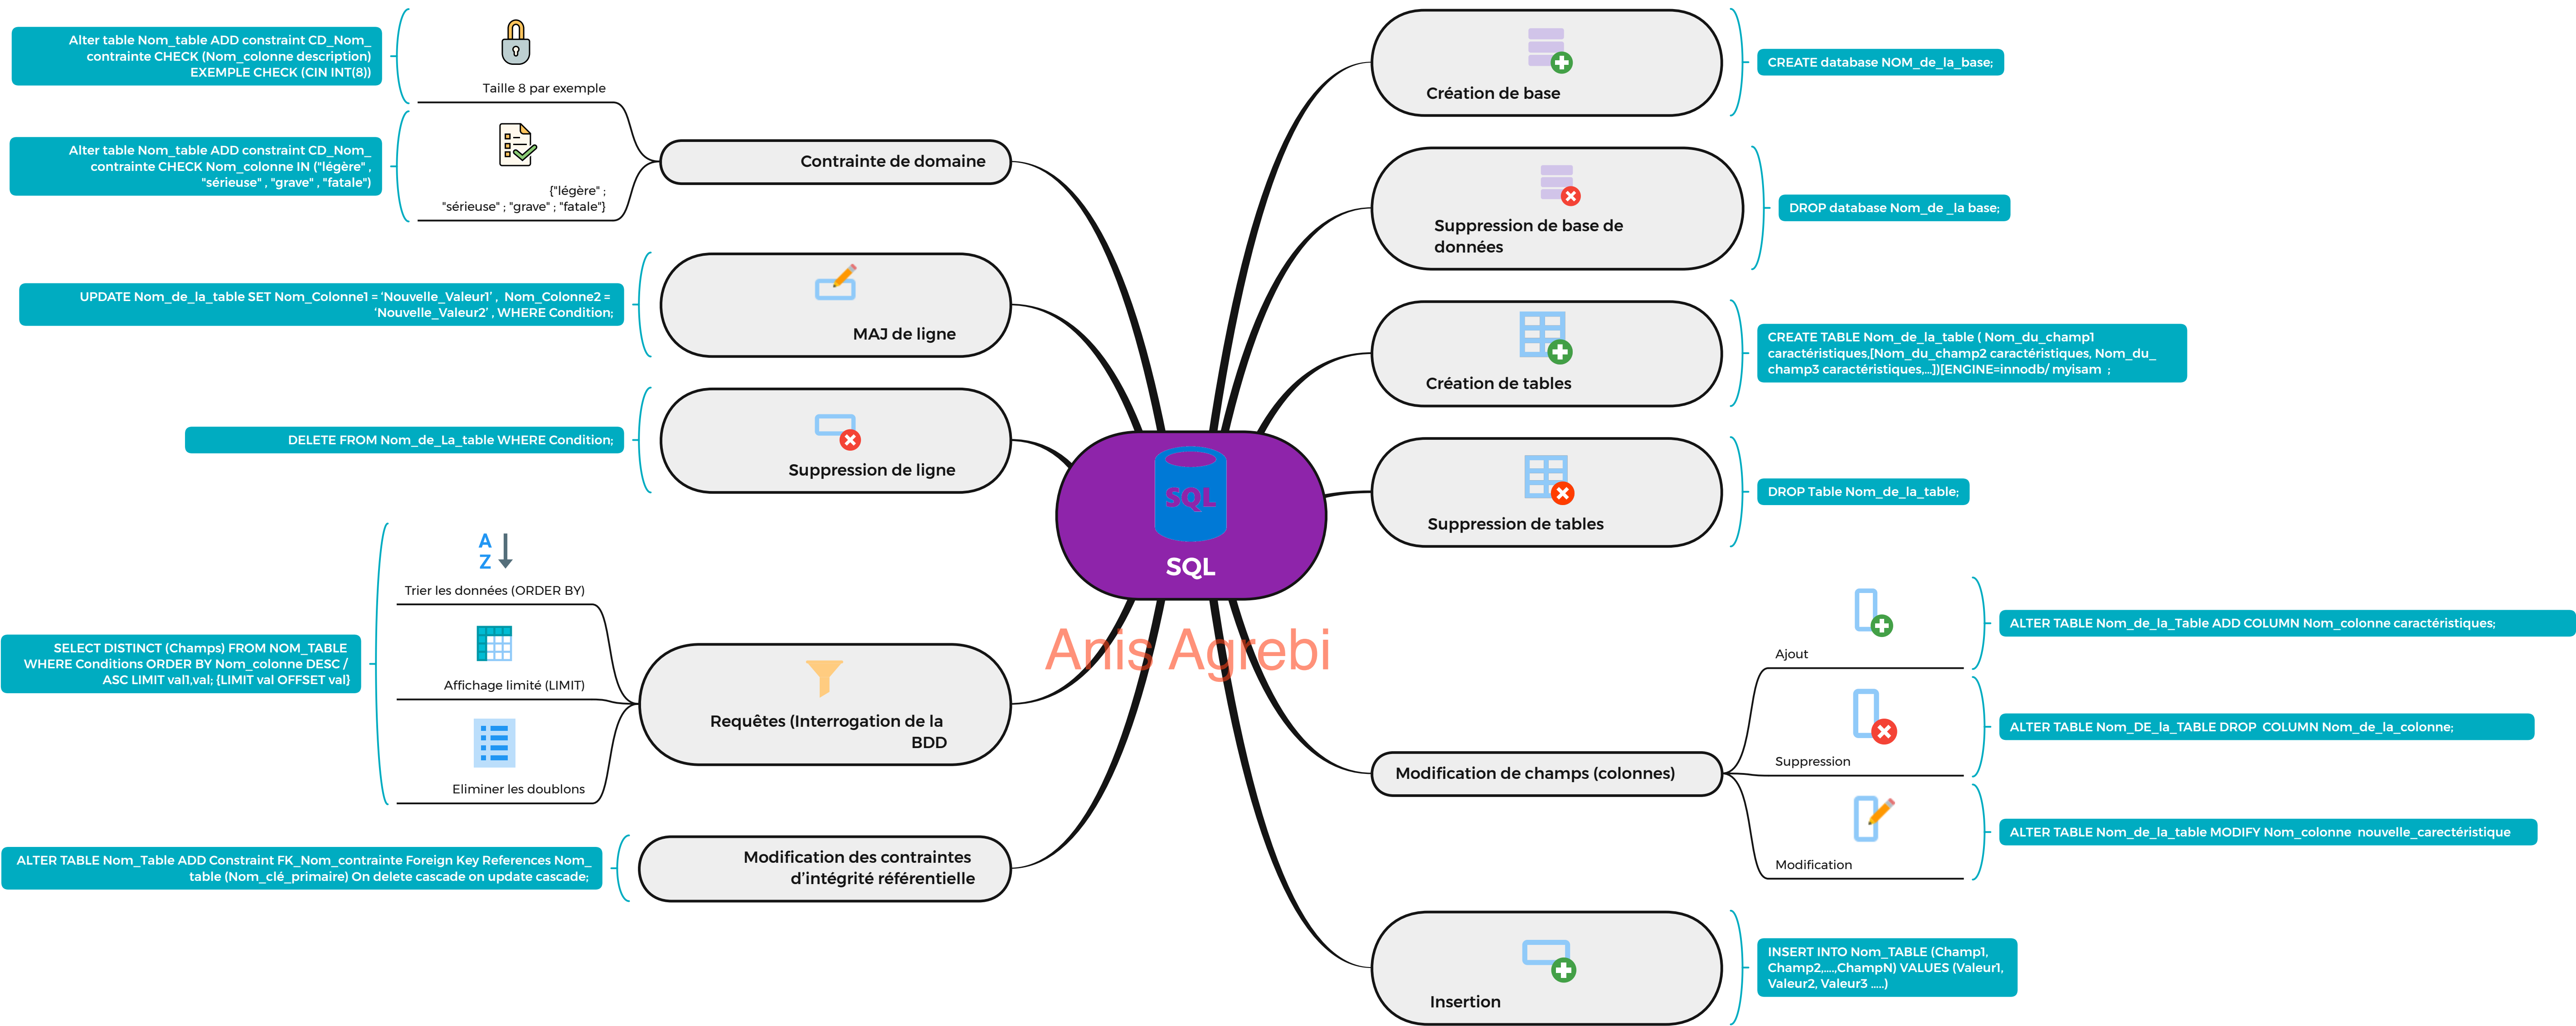 Alter table Nom_table ADD constraint CD_Nom_
contrainte CHECK (Nom_colonne description)
EXEMPLE CHECK (CIN INT(8))
Taille 8 par exemple
Alter table Nom_table ADD constraint CD_Nom_
contrainte CHECK Nom_colonne IN ("légère" ,
"sérieuse" , "grave" , "fatale")
{"légère" ;
"sérieuse" ; "grave" ; "fatale"}
Contrainte de domaine
UPDATE Nom_de_la_table SET Nom_Colonne1 = ‘Nouvelle_Valeur1’ , Nom_Colonne2 =
‘Nouvelle_Valeur2’ , WHERE Condition;
MAJ de ligne
DELETE FROM Nom_de_La_table WHERE Condition;
Suppression de ligne
A
Z
Trier les données (ORDER BY)
SELECT DISTINCT (Champs) FROM NOM_TABLE
WHERE Conditions ORDER BY Nom_colonne DESC /
ASC LIMIT val1,val; {LIMIT val OFFSET val}
Affichage limité (LIMIT)
Eliminer les doublons
Requêtes (Interrogation de la
BDD
ALTER TABLE Nom_Table ADD Constraint FK_Nom_contrainte Foreign Key References Nom_
table (Nom_clé_primaire) On delete cascade on update cascade;
Modification des contraintes
d’intégrité référentielle
SQL
SQL
Anis Agrebi
Création de base
CREATE database NOM_de_la_base;
Suppression de base de
données
DROP database Nom_de _la base;
Création de tables
CREATE TABLE Nom_de_la_table ( Nom_du_champ1
caractéristiques,[Nom_du_champ2 caractéristiques, Nom_du_
champ3 caractéristiques,...])[ENGINE=innodb/ myisam ;
Suppression de tables
DROP Table Nom_de_la_table;
Modification de champs (colonnes)
Ajout
ALTER TABLE Nom_de_la_Table ADD COLUMN Nom_colonne caractéristiques;
Suppression
ALTER TABLE Nom_DE_la_TABLE DROP  COLUMN Nom_de_la_colonne;
Modification
ALTER TABLE Nom_de_la_table MODIFY Nom_colonne  nouvelle_carectéristique
Insertion
INSERT INTO Nom_TABLE (Champ1,
Champ2,....,ChampN) VALUES (Valeur1,
Valeur2, Valeur3 .....)